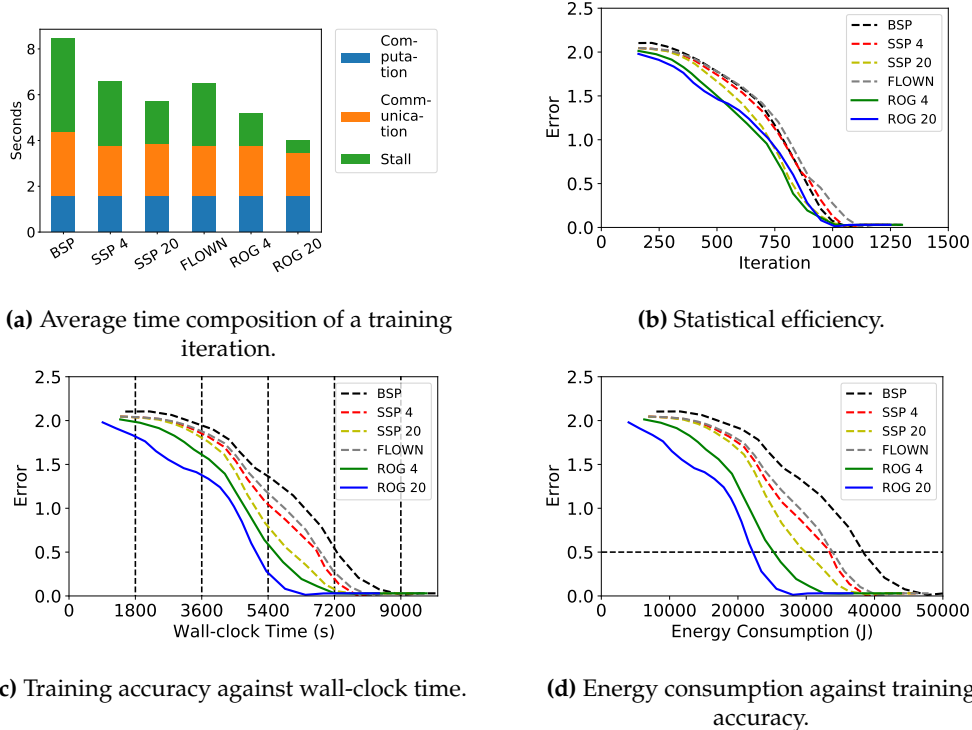 8
6
4
2
0
Seconds
BSP
SSP 4
SSP 20
FLOWN
ROG 4
ROG 20
Com-
puta-
tion
Comm-
unica-
tion
Stall
(a) Average time composition of a training
iteration.
2.5
2.0
1.5
1.0
0.5
0.0
Error
0 250 500 750 1000 1250 1500
Iteration
BSP
SSP 4
SSP 20
FLOWN
ROG 4
ROG 20
(b) Statistical efficiency.
2.5
2.0
1.5
1.0
0.5
0.0
Error
0 1800 3600 5400 7200 9000
Wall-clock Time (s)
BSP
SSP 4
SSP 20
FLOWN
ROG 4
ROG 20
c) Training accuracy against wall-clock time.
2.5
2.0
1.5
1.0
0.5
0.0
Error
0 10000 20000 30000 40000 50000
Energy Consumption (J)
BSP
SSP 4
SSP 20
FLOWN
ROG 4
ROG 20
(d) Energy consumption against training
accuracy.